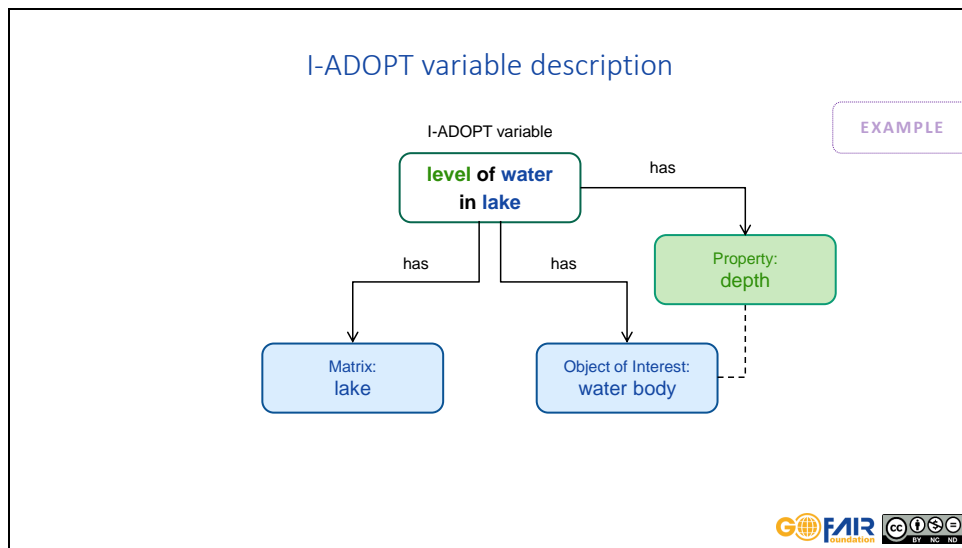 I-ADOPT variable description
EXAMPLE
I-ADOPT variable
level of water
in lake
has
has
has
Property:
depth
Matrix:
lake
Object of Interest:
water body
GO FAIR
Foundation
cc
BY NC ND